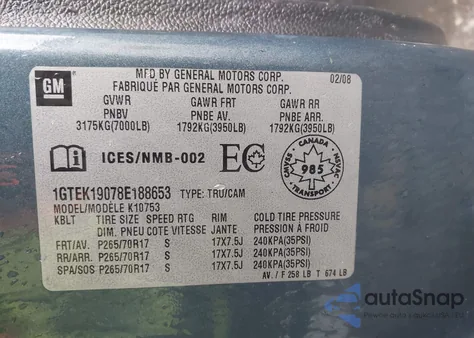 GM
MFD BY GENERAL MOTORS CORP. 02/08
FABRIQUÉ PAR GENERAL MOTORS CORP.
GVWR GAWR FRT GAWR RR
PNBV PNBE AV. PNBE ARR.
3175KG(7000LB) 1792KG(3950LB) 1792KG(3950LB)
ICES/NMB-002 EC CANADA CMVSS NSVAC 985 TRANSPORT
1GTEK19078E188653 TYPE: TRU/CAM
MODEL/MODÈLE K10753
KBLT TIRE SIZE SPEED RTG RIM COLD TIRE PRESSURE
DIM. PNEU COTE VITESSE JANTE PRESSION A FROID
FRT/AV. P265/70R17 S 17X7.5J 240KPA(35PSI)
RR/ARR. P265/70R17 S 17X7.5J 240KPA(35PSI)
SPA/SOS P265/70R17 S 17X7.5J 240KPA(35PSI)
AV./F 258 LB T 674 LB
autoSnap